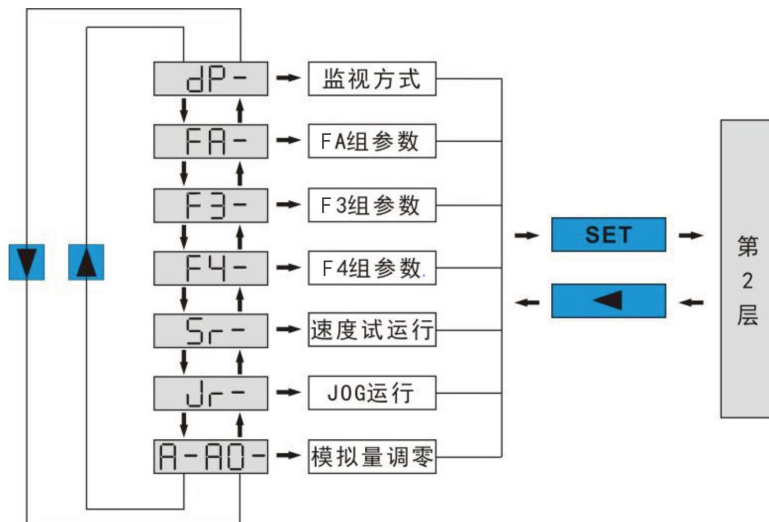 dP-
监视方式
FA-
FA组参数
F3-
F3组参数
F4-
F4组参数.
Sr-
速度试运行
Jr-
JOG运行
A-A0-
模拟量调零
SET
第
2
层